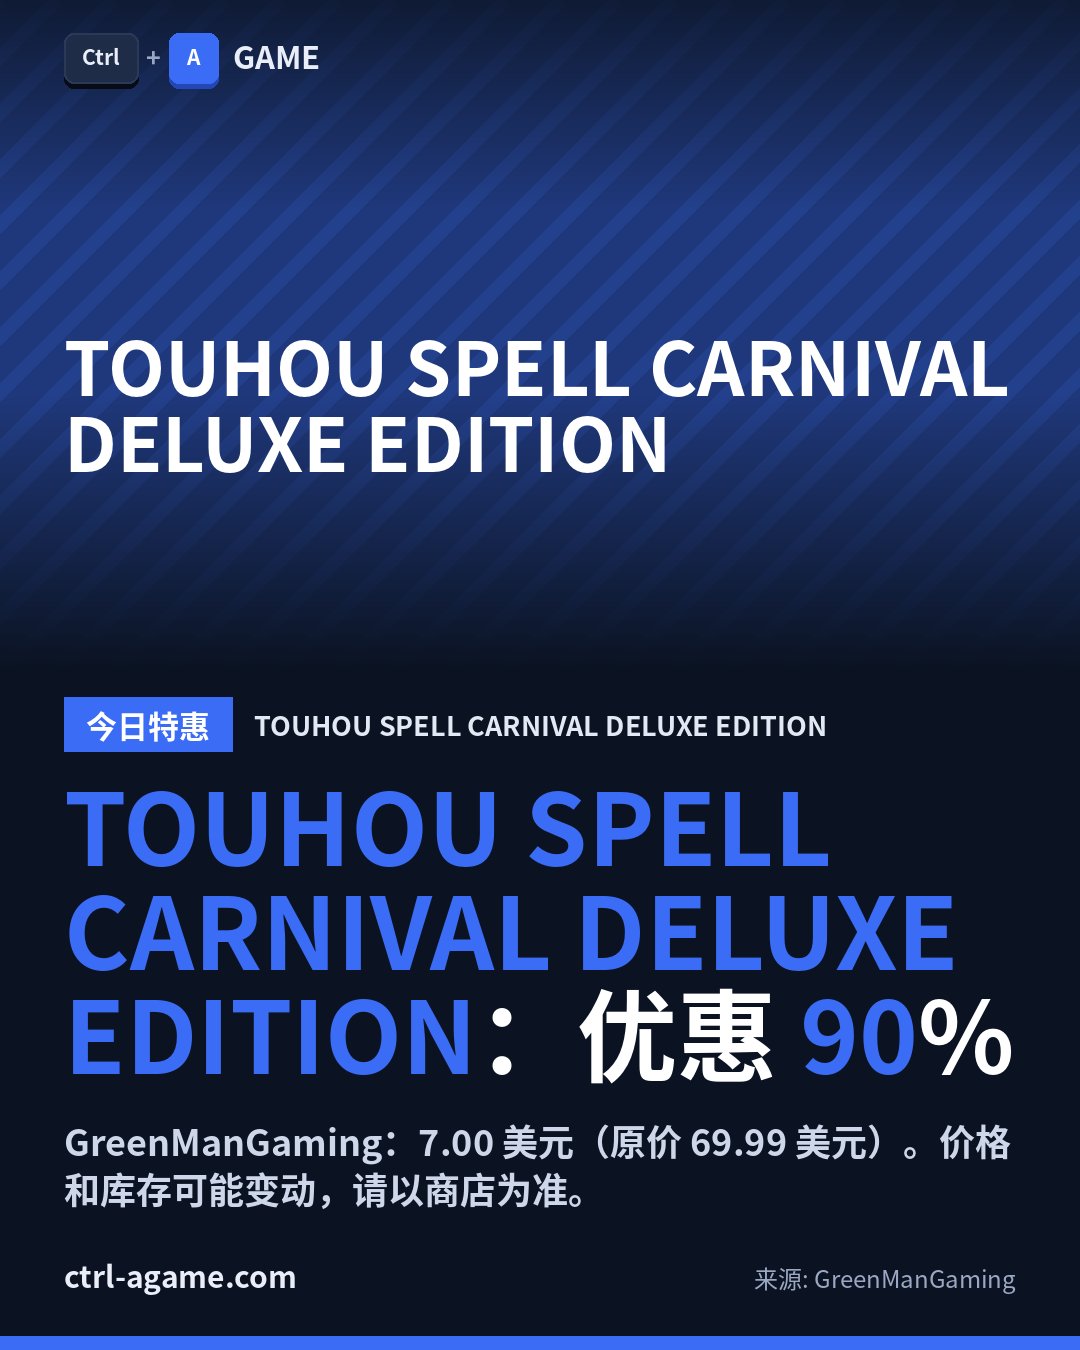 Ctrl + A GAME
TOUHOU SPELL CARNIVAL
DELUXE EDITION
今日特惠 TOUHOU SPELL CARNIVAL DELUXE EDITION
TOUHOU SPELL
CARNIVAL DELUXE
EDITION：优惠 90%
GreenManGaming：7.00 美元（原价 69.99 美元）。价格
和库存可能变动，请以商店为准。
ctrl-agame.com 来源: GreenManGaming